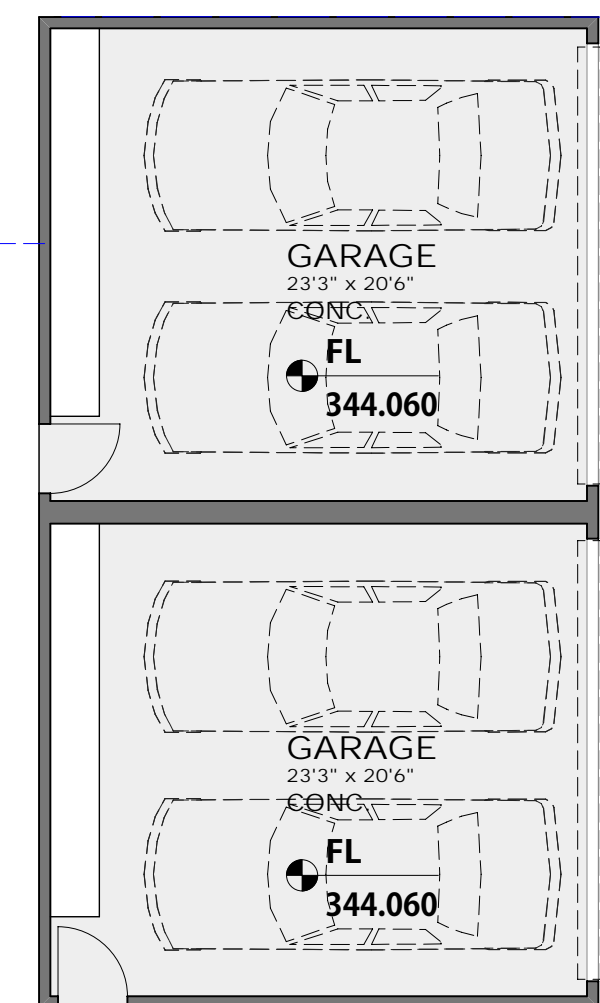 GARAGE
23'3" x 20'6"
CONC.
FL
344.060
GARAGE
23'3" x 20'6"
CONC.
FL
344.060